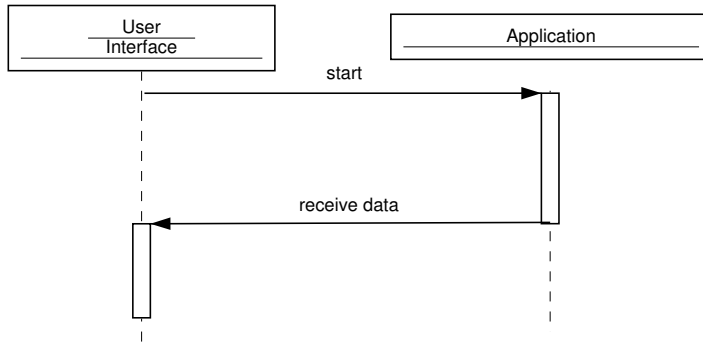 User
Interface
Application
start
receive data